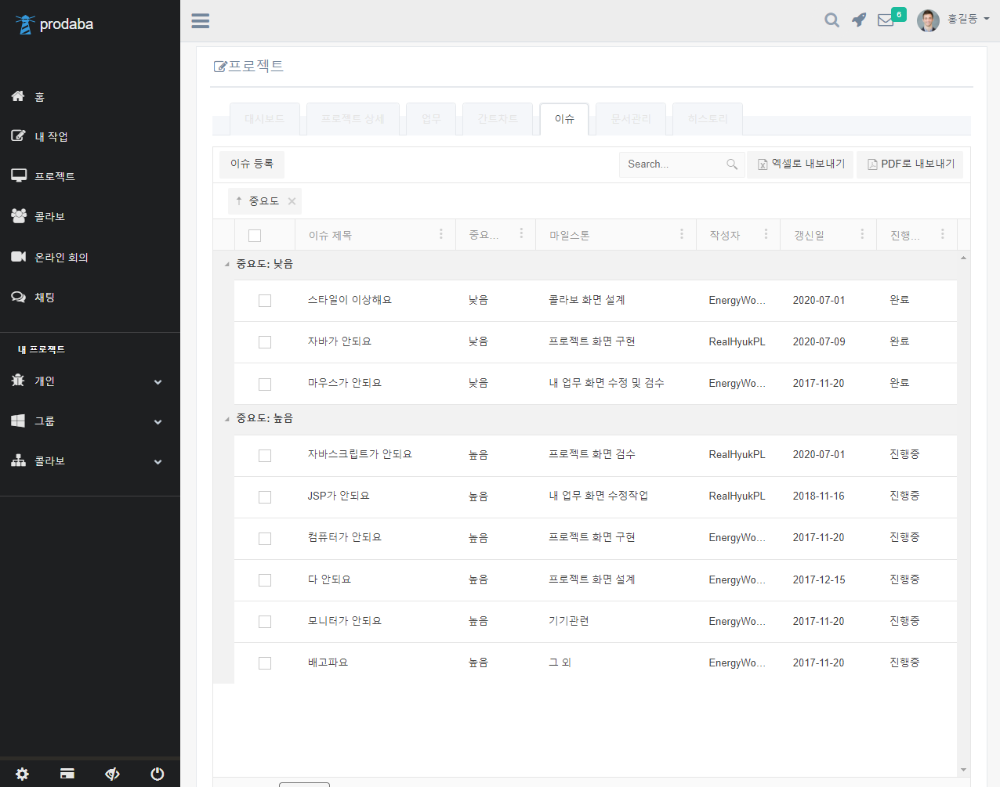 prodaba
6
홍길동
홈
내 작업
프로젝트
콜라보
온라인 회의
채팅
내 프로젝트
개인
그룹
콜라보
프로젝트
대시보드 프로젝트 상세 업무 간트차트 이슈 문서관리 히스토리
이슈 등록 Search... 엑셀로 내보내기 PDF로 내보내기
↑ 중요도 ×
이슈 제목 중요... 마일스톤 작성자 갱신일 진행...
중요도: 낮음
스타일이 이상해요 낮음 콜라보 화면 설계 EnergyWo... 2020-07-01 완료
자바가 안되요 낮음 프로젝트 화면 구현 RealHyukPL 2020-07-09 완료
마우스가 안되요 낮음 내 업무 화면 수정 및 검수 EnergyWo... 2017-11-20 완료
중요도: 높음
자바스크립트가 안되요 높음 프로젝트 화면 검수 RealHyukPL 2020-07-01 진행중
JSP가 안되요 높음 내 업무 화면 수정작업 RealHyukPL 2018-11-16 진행중
컴퓨터가 안되요 높음 프로젝트 화면 구현 EnergyWo... 2017-11-20 진행중
다 안되요 높음 프로젝트 화면 설계 EnergyWo... 2017-12-15 진행중
모니터가 안되요 높음 기기관련 EnergyWo... 2017-11-20 진행중
배고파요 높음 그 외 EnergyWo... 2017-11-20 진행중